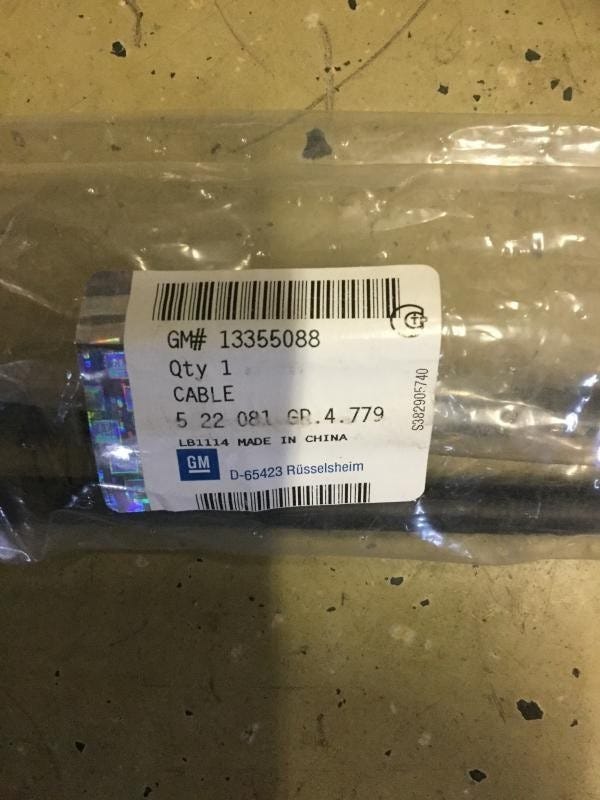 GM# 13355088
Qty 1
CABLE
5 22 081 GR.4.779
LB1114 MADE IN CHINA
GM
D-65423 Rüsselsheim
S382905740